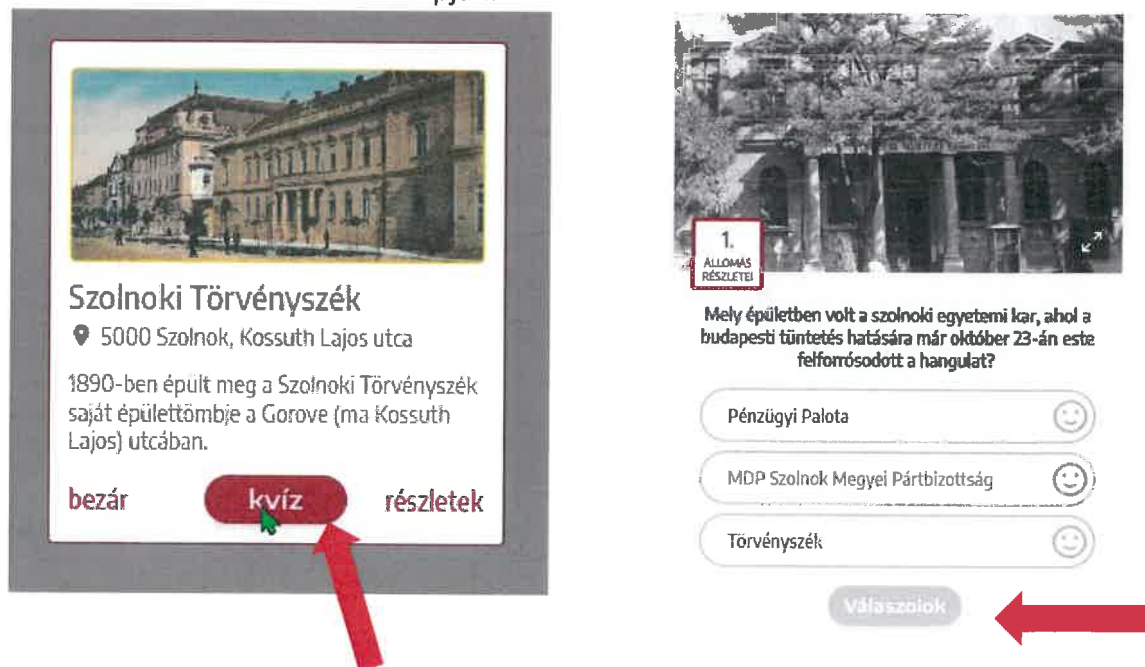 Szolnoki Törvényszék
5000 Szolnok, Kossuth Lajos utca
1890-ben épült meg a Szolnoki Törvényszék
saját épülettömbje a Gorove (ma Kossuth
Lajos) utcában.
bezár
kvíz
részletek
1.
ÁLLOMÁS
RÉSZLETEI
Mely épületben volt a szolnoki egyetemi kar, ahol a
budapesti tüntetés hatására már október 23-án este
felforrósodott a hangulat?
Pénzügyi Palota
MDP Szolnok Megyei Pártbizottság
Törvényszék
Válaszolok